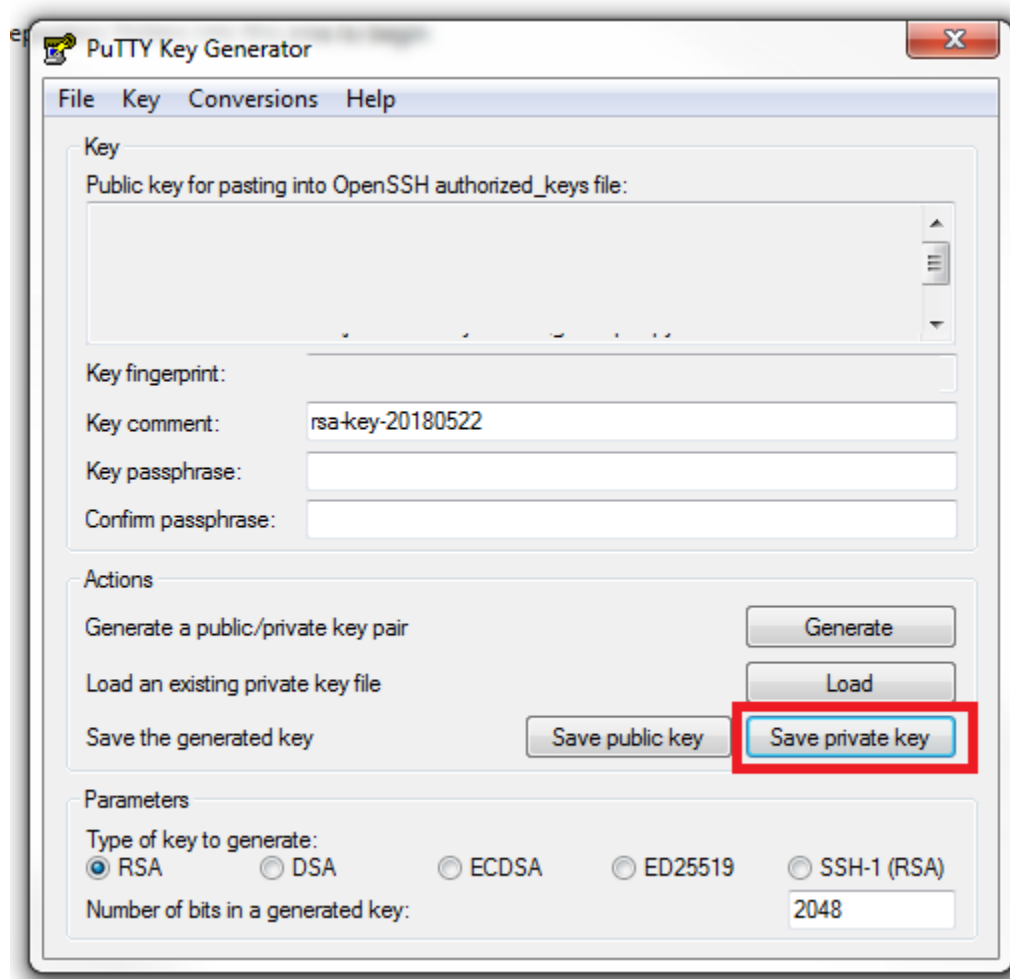 PuTTY Key Generator
File Key Conversions Help
Key
Public key for pasting into OpenSSH authorized_keys file:
Key fingerprint:
Key comment: rsa-key-20180522
Key passphrase:
Confirm passphrase:
Actions
Generate a public/private key pair Generate
Load an existing private key file Load
Save the generated key Save public key Save private key
Parameters
Type of key to generate:
RSA DSA ECDSA ED25519 SSH-1 (RSA)
Number of bits in a generated key: 2048